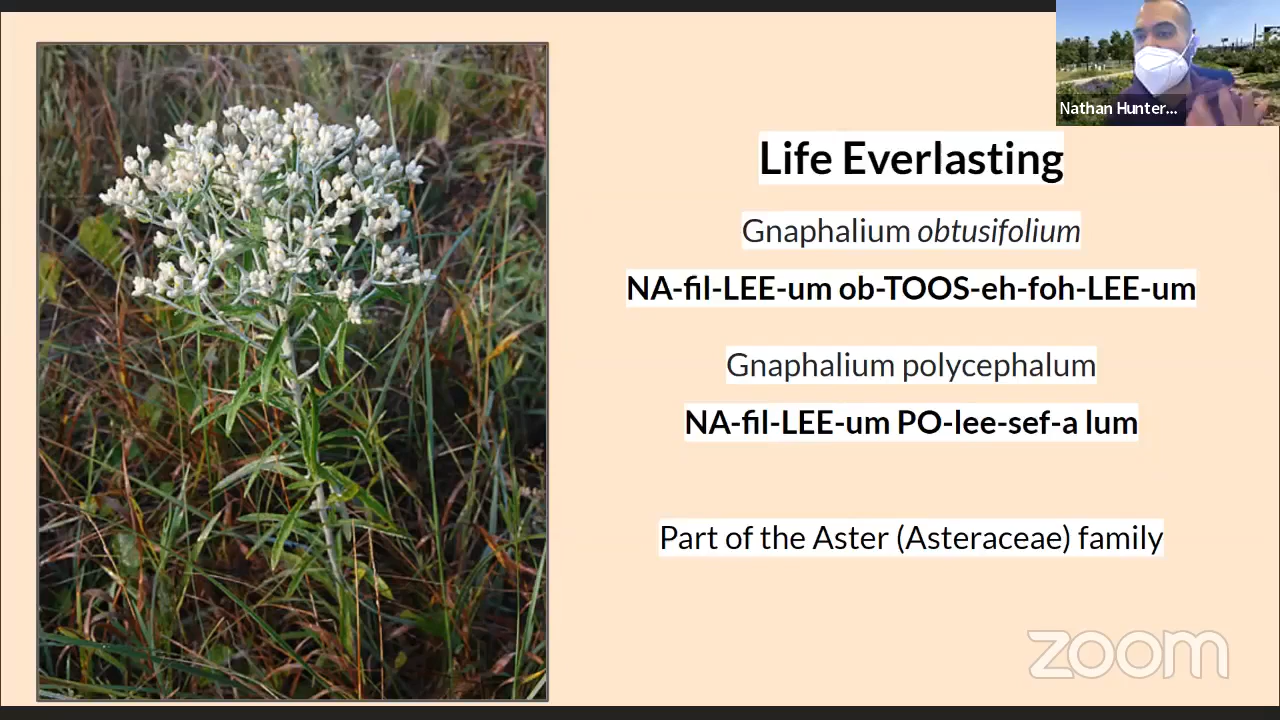 Nathan Hunter...
Life Everlasting
Gnaphalium obtusifolium
NA-fil-LEE-um ob-TOOS-eh-foh-LEE-um
Gnaphalium polycephalum
NA-fil-LEE-um PO-lee-sef-a lum
Part of the Aster (Asteraceae) family
zoom